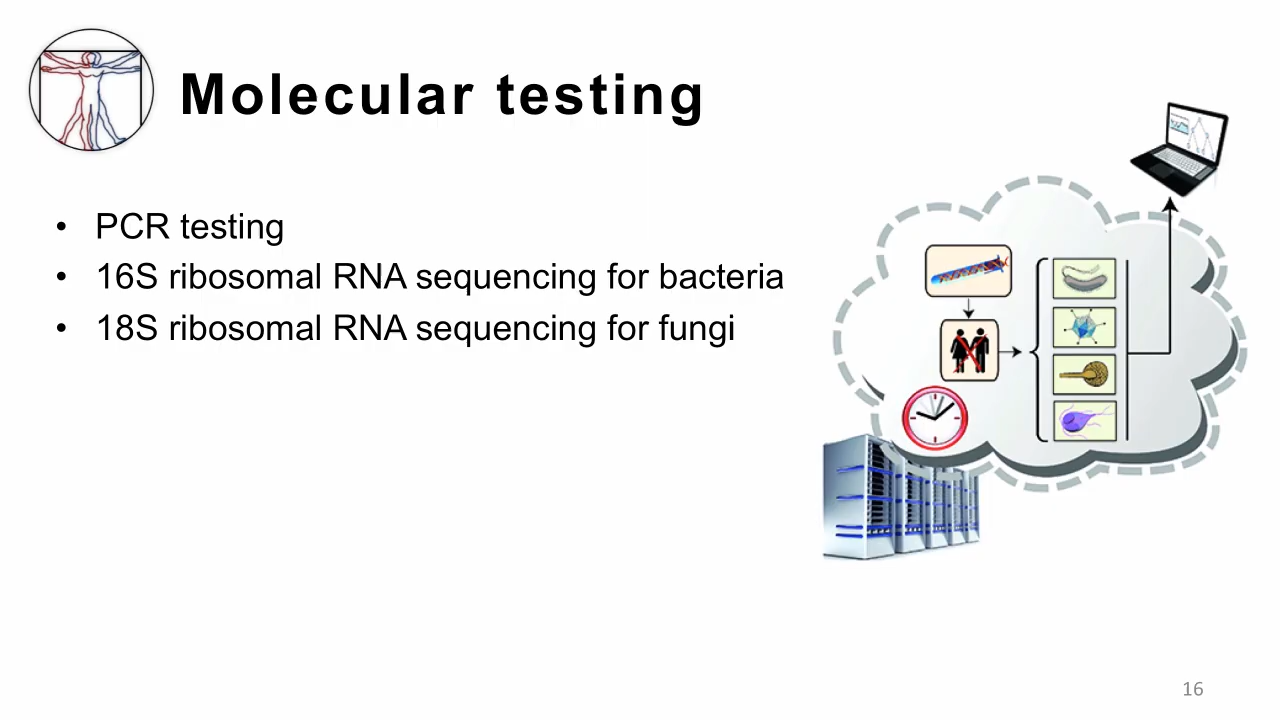 Molecular testing
• PCR testing
• 16S ribosomal RNA sequencing for bacteria
• 18S ribosomal RNA sequencing for fungi
16